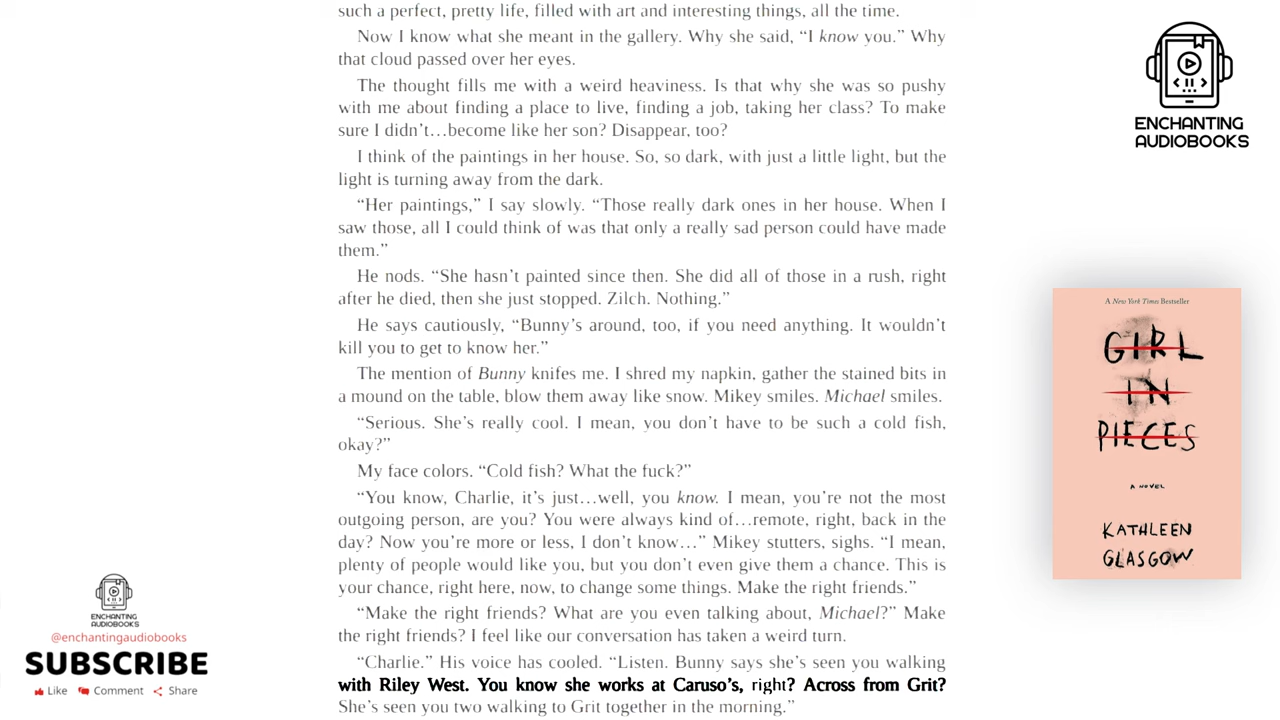 such a perfect, pretty life, filled with art and interesting things, all the time.
Now I know what she meant in the gallery. Why she said, “I know you.” Why
that cloud passed over her eyes.
The thought fills me with a weird heaviness. Is that why she was so pushy
with me about finding a place to live, finding a job, taking her class? To make
sure I didn’t…become like her son? Disappear, too?
I think of the paintings in her house. So, so dark, with just a little light, but the
light is turning away from the dark.
“Her paintings,” I say slowly. “Those really dark ones in her house. When I
saw those, all I could think of was that only a really sad person could have made
them.”
He nods. “She hasn’t painted since then. She did all of those in a rush, right
after he died, then she just stopped. Zilch. Nothing.”
He says cautiously, “Bunny’s around, too, if you need anything. It wouldn’t
kill you to get to know her.”
The mention of Bunny knifes me. I shred my napkin, gather the stained bits in
a mound on the table, blow them away like snow. Mikey smiles. Michael smiles.
“Serious. She’s really cool. I mean, you don’t have to be such a cold fish,
okay?”
My face colors. “Cold fish? What the fuck?”
“You know, Charlie, it’s just…well, you know. I mean, you’re not the most
outgoing person, are you? You were always kind of…remote, right, back in the
day? Now you’re more or less, I don’t know…” Mikey stutters, sighs. “I mean,
plenty of people would like you, but you don’t even give them a chance. This is
your chance, right here, now, to change some things. Make the right friends.”
“Make the right friends? What are you even talking about, Michael?” Make
the right friends? I feel like our conversation has taken a weird turn.
“Charlie.” His voice has cooled. “Listen. Bunny says she’s seen you walking
with Riley West. You know she works at Caruso’s, right? Across from Grit?
She’s seen you two walking to Grit together in the morning.”
ENCHANTING
AUDIOBOOKS
A New York Times Bestseller
GIRL
IN
PIECES
A NOVEL
KATHLEEN
GLASGOW
ENCHANTING
AUDIOBOOKS
@enchantingaudiobooks
SUBSCRIBE
Like Comment Share